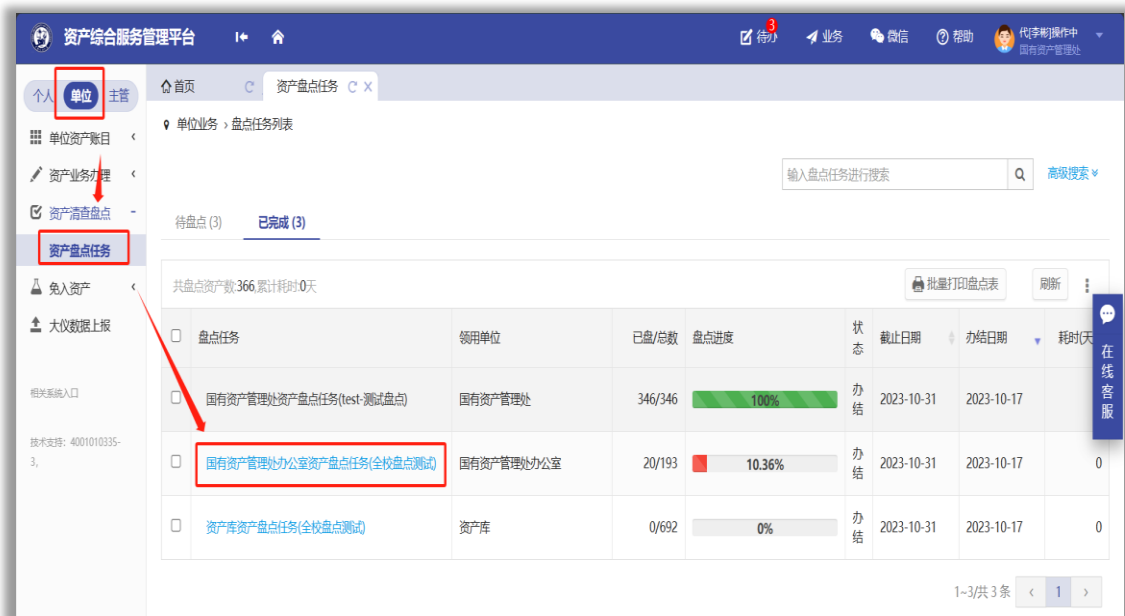 资产综合服务管理平台
3
待办
业务
微信
帮助
代[李彬]操作中
国有资产管理处
个人 单位 主管
首页
资产盘点任务
单位资产账目
单位业务 › 盘点任务列表
资产业务办理
输入盘点任务进行搜索
高级搜索
资产清查盘点
待盘点 (3) 已完成 (3)
资产盘点任务
免入资产
共盘点资产数:366,累计耗时:0天
批量打印盘点表
刷新
大仪数据上报
盘点任务 领用单位 已盘/总数 盘点进度 状态 截止日期 办结日期 耗时(天
相关系统入口
国有资产管理处资产盘点任务(test-测试盘点) 国有资产管理处 346/346 100% 办结 2023-10-31 2023-10-17
技术支持：4001010335-
3,
国有资产管理处办公室资产盘点任务(全校盘点测试) 国有资产管理处办公室 20/193 10.36% 办结 2023-10-31 2023-10-17 0
资产库资产盘点任务(全校盘点测试) 资产库 0/692 0% 办结 2023-10-31 2023-10-17 0
在线客服
1~3/共 3 条 ‹ 1 ›